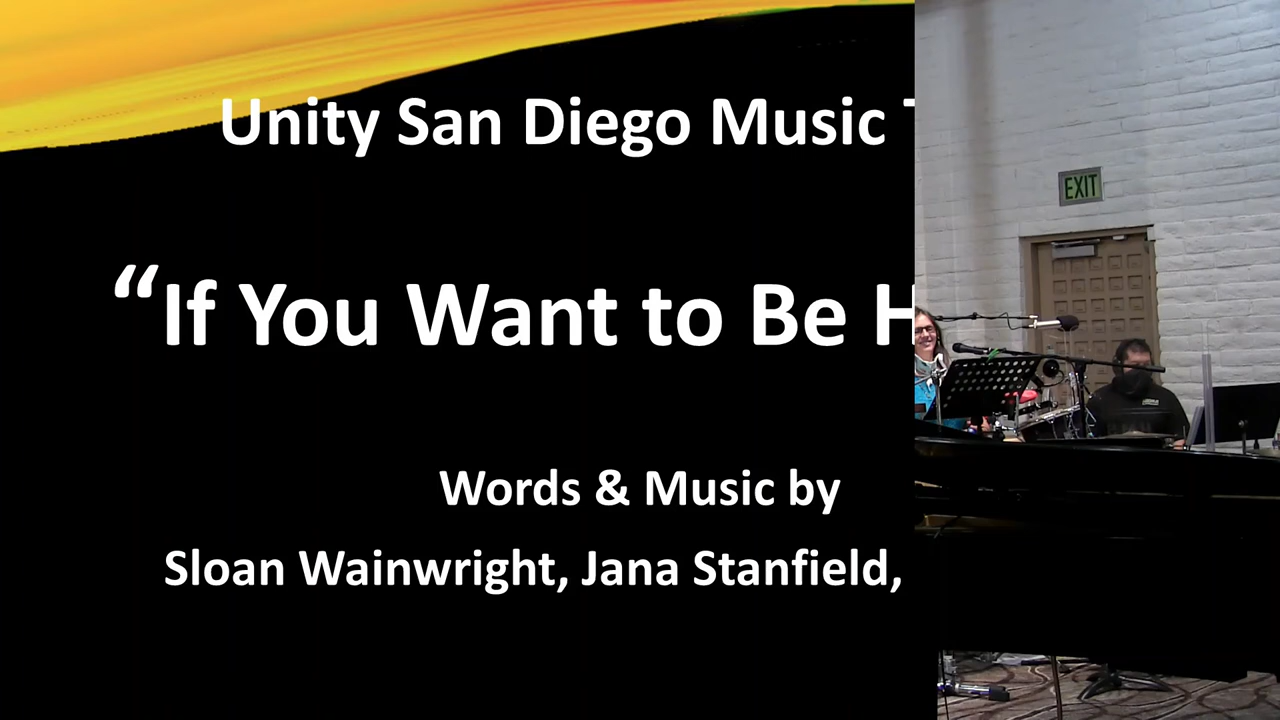 Unity San Diego Music
“If You Want to Be
Words & Music by
Sloan Wainwright, Jana Stanfield,
EXIT